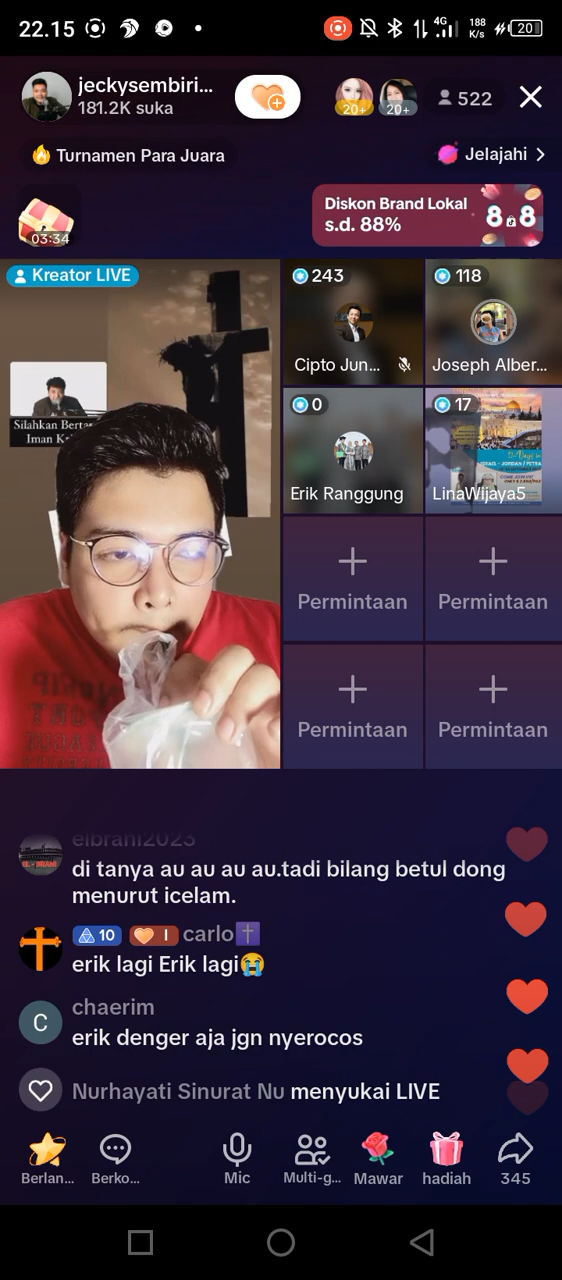 22.15
4G
188
K/s
20
jeckysembiri...
181.2K suka
20+
20+
522
Turnamen Para Juara
Jelajahi
03:34
Diskon Brand Lokal
s.d. 88%
8.8
Kreator LIVE
243
118
Cipto Jun...
Joseph Alber...
Silahkan
0
17
Erik Ranggung
LinaWijaya5
Permintaan
Permintaan
Permintaan
Permintaan
elbrani2023
di tanya au au au au.tadi bilang betul dong
menurut icelam.
10
I
carlo
erik lagi Erik lagi😭
C
chaerim
erik denger aja jgn nyerocos
Nurhayati Sinurat Nu menyukai LIVE
Berlan...
Berko...
Mic
Multi-g...
Mawar
hadiah
345